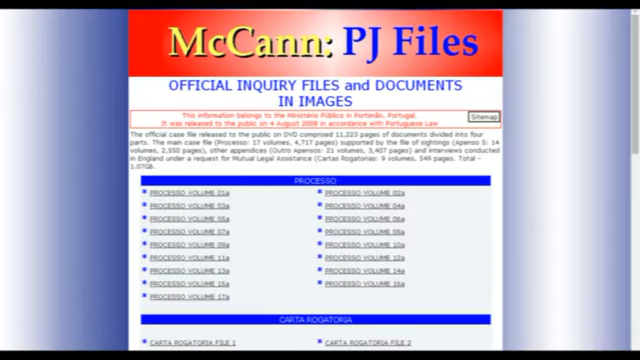 McCann: PJ Files
OFFICIAL INQUIRY FILES and DOCUMENTS
IN IMAGES
This information belongs to the Ministério Público in Portimão, Portugal.
It was released to the public on 4 August 2008 in accordance with Portuguese Law
Sitemap
The official case file released to the public on DVD comprised 11,223 pages of documents divided into four
parts. The main case file (Processo: 17 volumes, 4,717 pages) supported by the file of sightings (Apenso 5: 14
volumes, 2,550 pages), other appendices (Outro Apensos: 21 volumes, 3,407 pages) and interviews conducted
in England under a request for Mutual Legal Assistance (Cartas Rogatorias: 9 volumes, 549 pages. Total -
1.07GB.
PROCESSO
PROCESSO VOLUME 01a PROCESSO VOLUME 02a
PROCESSO VOLUME 03a PROCESSO VOLUME 04a
PROCESSO VOLUME 05a PROCESSO VOLUME 06a
PROCESSO VOLUME 07a PROCESSO VOLUME 08a
PROCESSO VOLUME 09a PROCESSO VOLUME 10a
PROCESSO VOLUME 11a PROCESSO VOLUME 12a
PROCESSO VOLUME 13a PROCESSO VOLUME 14a
PROCESSO VOLUME 15a PROCESSO VOLUME 16a
PROCESSO VOLUME 17a
CARTA ROGATORIA
CARTA ROGATORIA FILE 1 CARTA ROGATORIA FILE 2